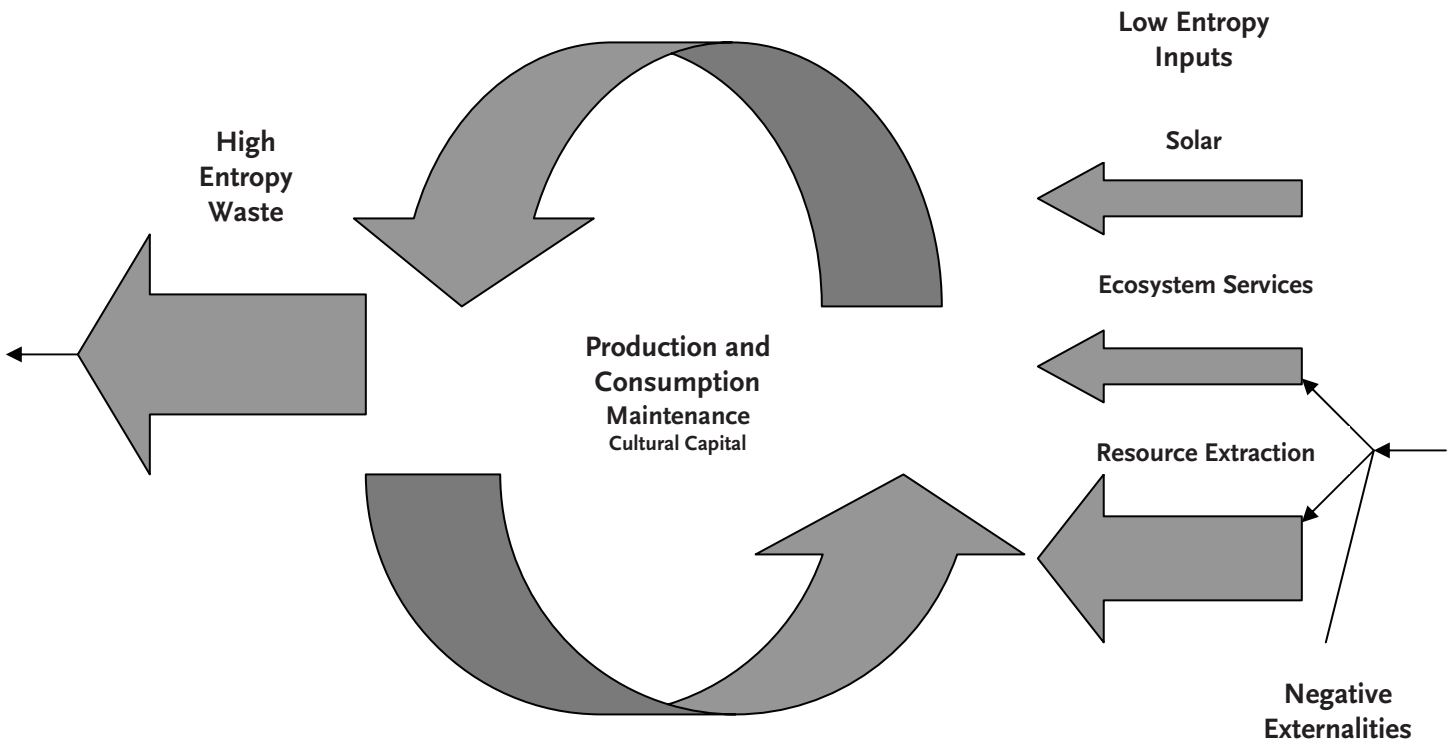 Low Entropy
Inputs
High
Entropy
Waste
Solar
Ecosystem Services
Production and
Consumption
Maintenance
Cultural Capital
Resource Extraction
Negative
Externalities